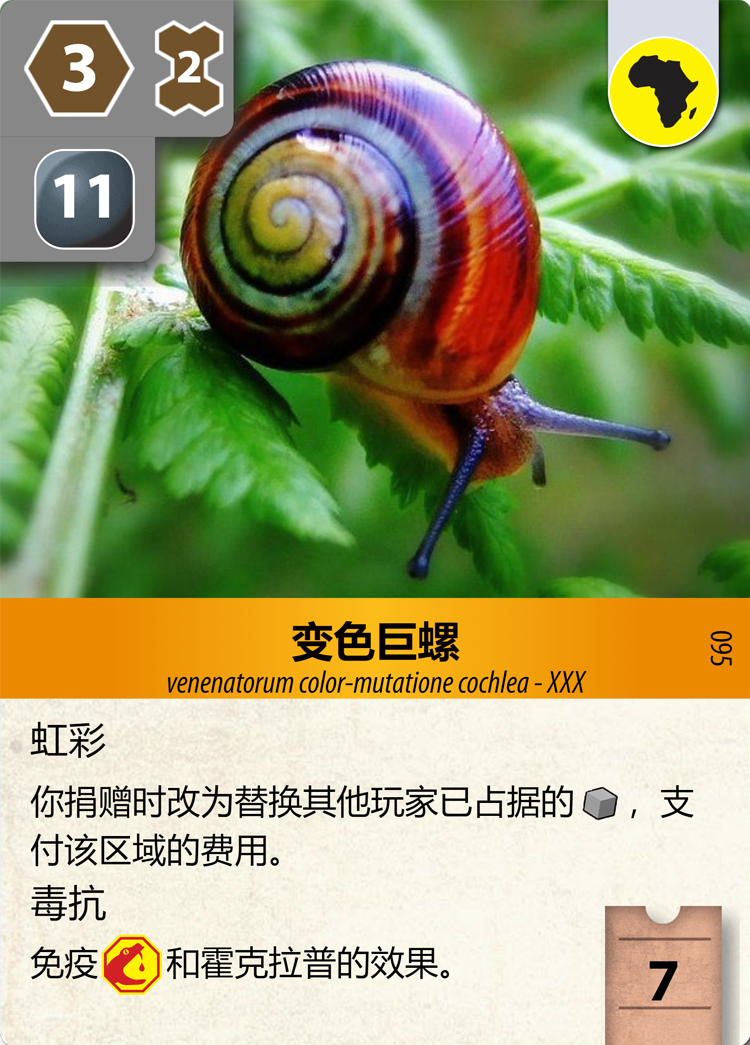 3 2
11
变色巨螺
venenatorum color-mutatione cochlea - XXX
095
虹彩
你捐赠时改为替换其他玩家已占据的，支
付该区域的费用。
毒抗
免疫和霍克拉普的效果。
7